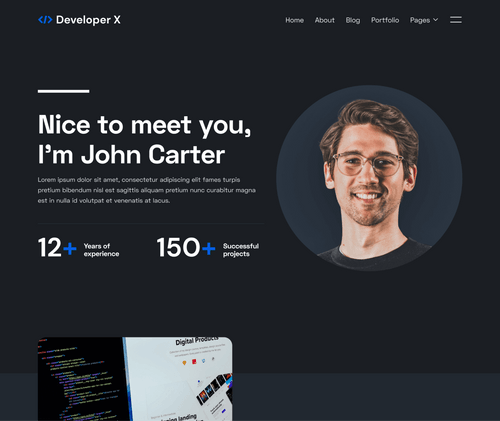 </> Developer X
Home About Blog Portfolio Pages
Nice to meet you,
I'm John Carter
Lorem ipsum dolor sit amet, consectetur adipiscing elit fames turpis
pretium bibendum nisl est sagittis aliquam pretium nunc curabitur magna
est in nulla id volutpat et venenatis at lacus.
12+ Years of
experience
150+ Successful
projects
Digital Products